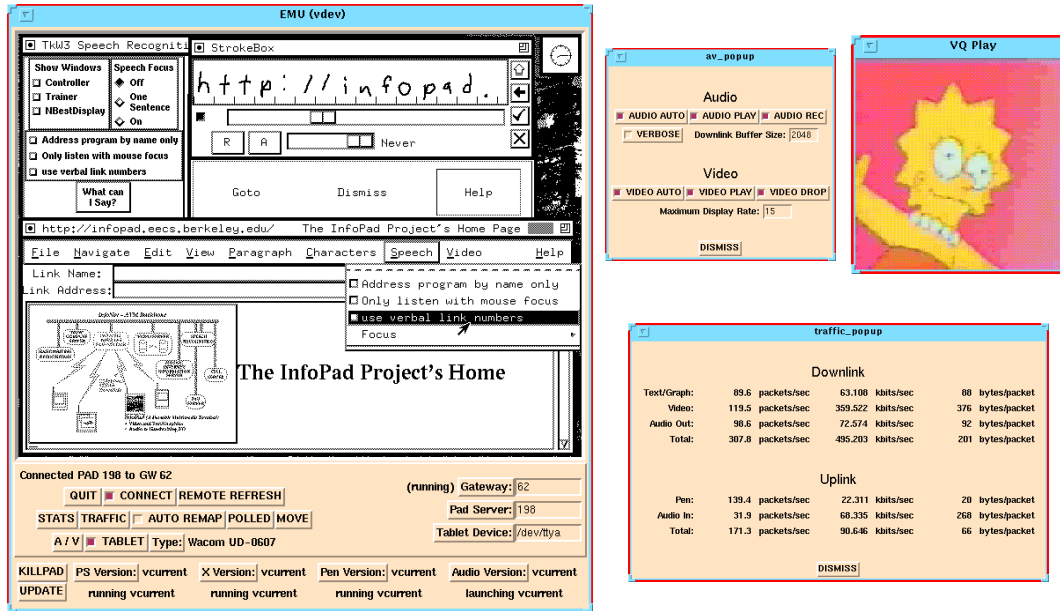 EMU (vdev)
TkW3 Speech Recogniti
Show Windows
Controller
Trainer
NBestDisplay
Speech Focus
Off
One
Sentence
On
Address program by name only
Only listen with mouse focus
use verbal link numbers
What can
I Say?
StrokeBox
http://infopad.
R A Never
Goto Dismiss Help
http://infopad.eecs.berkeley.edu/ The InfoPad Project's Home Page
File Navigate Edit View Paragraph Characters Speech Video Help
Link Name:
Link Address:
Address program by name only
Only listen with mouse focus
use verbal link numbers
Focus
InfoNet - ATM Backbone
The InfoPad Project's Home
Connected PAD 198 to GW 62
QUIT CONNECT REMOTE REFRESH
STATS TRAFFIC AUTO REMAP POLLED MOVE
A / V TABLET Type: Wacom UD-0607
(running) Gateway: 62
Pad Server: 198
Tablet Device: /dev/ttya
KILLPAD PS Version: vcurrent X Version: vcurrent Pen Version: vcurrent Audio Version: vcurrent
UPDATE running vcurrent running vcurrent running vcurrent launching vcurrent
av_popup
Audio
AUDIO AUTO AUDIO PLAY AUDIO REC
VERBOSE Downlink Buffer Size: 2048
Video
VIDEO AUTO VIDEO PLAY VIDEO DROP
Maximum Display Rate: 15
DISMISS
VQ Play
traffic_popup
Downlink
Text/Graph: 89.6 packets/sec 63.108 kbits/sec 88 bytes/packet
Video: 119.5 packets/sec 359.522 kbits/sec 376 bytes/packet
Audio Out: 98.6 packets/sec 72.574 kbits/sec 92 bytes/packet
Total: 307.8 packets/sec 495.203 kbits/sec 201 bytes/packet
Uplink
Pen: 139.4 packets/sec 22.311 kbits/sec 20 bytes/packet
Audio In: 31.9 packets/sec 68.335 kbits/sec 268 bytes/packet
Total: 171.3 packets/sec 90.646 kbits/sec 66 bytes/packet
DISMISS